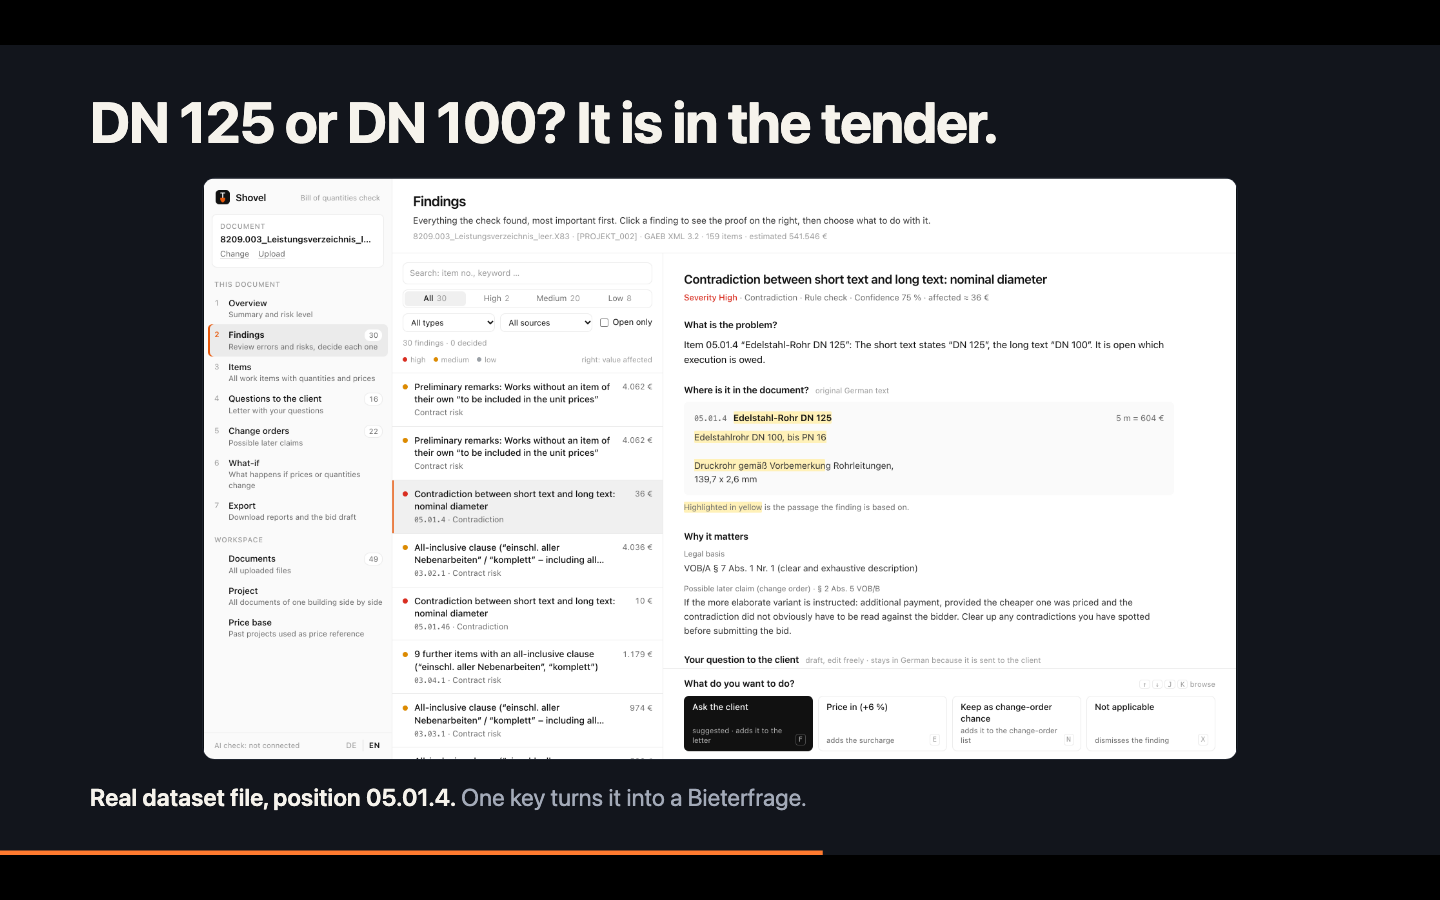 DN 125 or DN 100? It is in the tender.
Shovel
Bill of quantities check
DOCUMENT
8209.003_Leistungsverzeichnis_l...
Change Upload
THIS DOCUMENT
1 Overview
Summary and risk level
2 Findings 30
Review errors and risks, decide each one
3 Items
All work items with quantities and prices
4 Questions to the client 16
Letter with your questions
5 Change orders 22
Possible later claims
6 What-if
What happens if prices or quantities
change
7 Export
Download reports and the bid draft
WORKSPACE
Documents 49
All uploaded files
Project
All documents of one building side by side
Price base
Past projects used as price reference
AI check: not connected DE EN
Findings
Everything the check found, most important first. Click a finding to see the proof on the right, then choose what to do with it.
8209.003_Leistungsverzeichnis_leer.X83 · [PROJEKT_002] · GAEB XML 3.2 · 159 items · estimated 541.546 €
Search: item no., keyword ...
All 30 High 2 Medium 20 Low 8
All types All sources Open only
30 findings · 0 decided
high medium low right: value affected
Preliminary remarks: Works without an item of 4.062 €
their own “to be included in the unit prices”
Contract risk
Preliminary remarks: Works without an item of 4.062 €
their own “to be included in the unit prices”
Contract risk
Contradiction between short text and long text: 36 €
nominal diameter
05.01.4 · Contradiction
All-inclusive clause (“einschl. aller 4.036 €
Nebenarbeiten” / “komplett” – including all...
03.02.1 · Contract risk
Contradiction between short text and long text: 10 €
nominal diameter
05.01.46 · Contradiction
9 further items with an all-inclusive clause 1.179 €
(“einschl. aller Nebenarbeiten”, “komplett”)
03.04.1 · Contract risk
All-inclusive clause (“einschl. aller 974 €
Nebenarbeiten” / “komplett” – including all...
03.03.1 · Contract risk
Contradiction between short text and long text: nominal diameter
Severity High · Contradiction · Rule check · Confidence 75 % · affected ≈ 36 €
What is the problem?
Item 05.01.4 “Edelstahl-Rohr DN 125”: The short text states “DN 125”, the long text “DN 100”. It is open which
execution is owed.
Where is it in the document? original German text
05.01.4 Edelstahl-Rohr DN 125 5 m = 604 €
Edelstahlrohr DN 100, bis PN 16
Druckrohr gemäß Vorbemerkung Rohrleitungen,
139,7 x 2,6 mm
Highlighted in yellow is the passage the finding is based on.
Why it matters
Legal basis
VOB/A § 7 Abs. 1 Nr. 1 (clear and exhaustive description)
Possible later claim (change order) · § 2 Abs. 5 VOB/B
If the more elaborate variant is instructed: additional payment, provided the cheaper one was priced and the
contradiction did not obviously have to be read against the bidder. Clear up any contradictions you have spotted
before submitting the bid.
Your question to the client draft, edit freely · stays in German because it is sent to the client
What do you want to do? ↑ ↓ J K browse
Ask the client
suggested · adds it to the
letter F
Price in (+6 %)
adds the surcharge E
Keep as change-order
chance
adds it to the change-order
list N
Not applicable
dismisses the finding X
Real dataset file, position 05.01.4. One key turns it into a Bieterfrage.